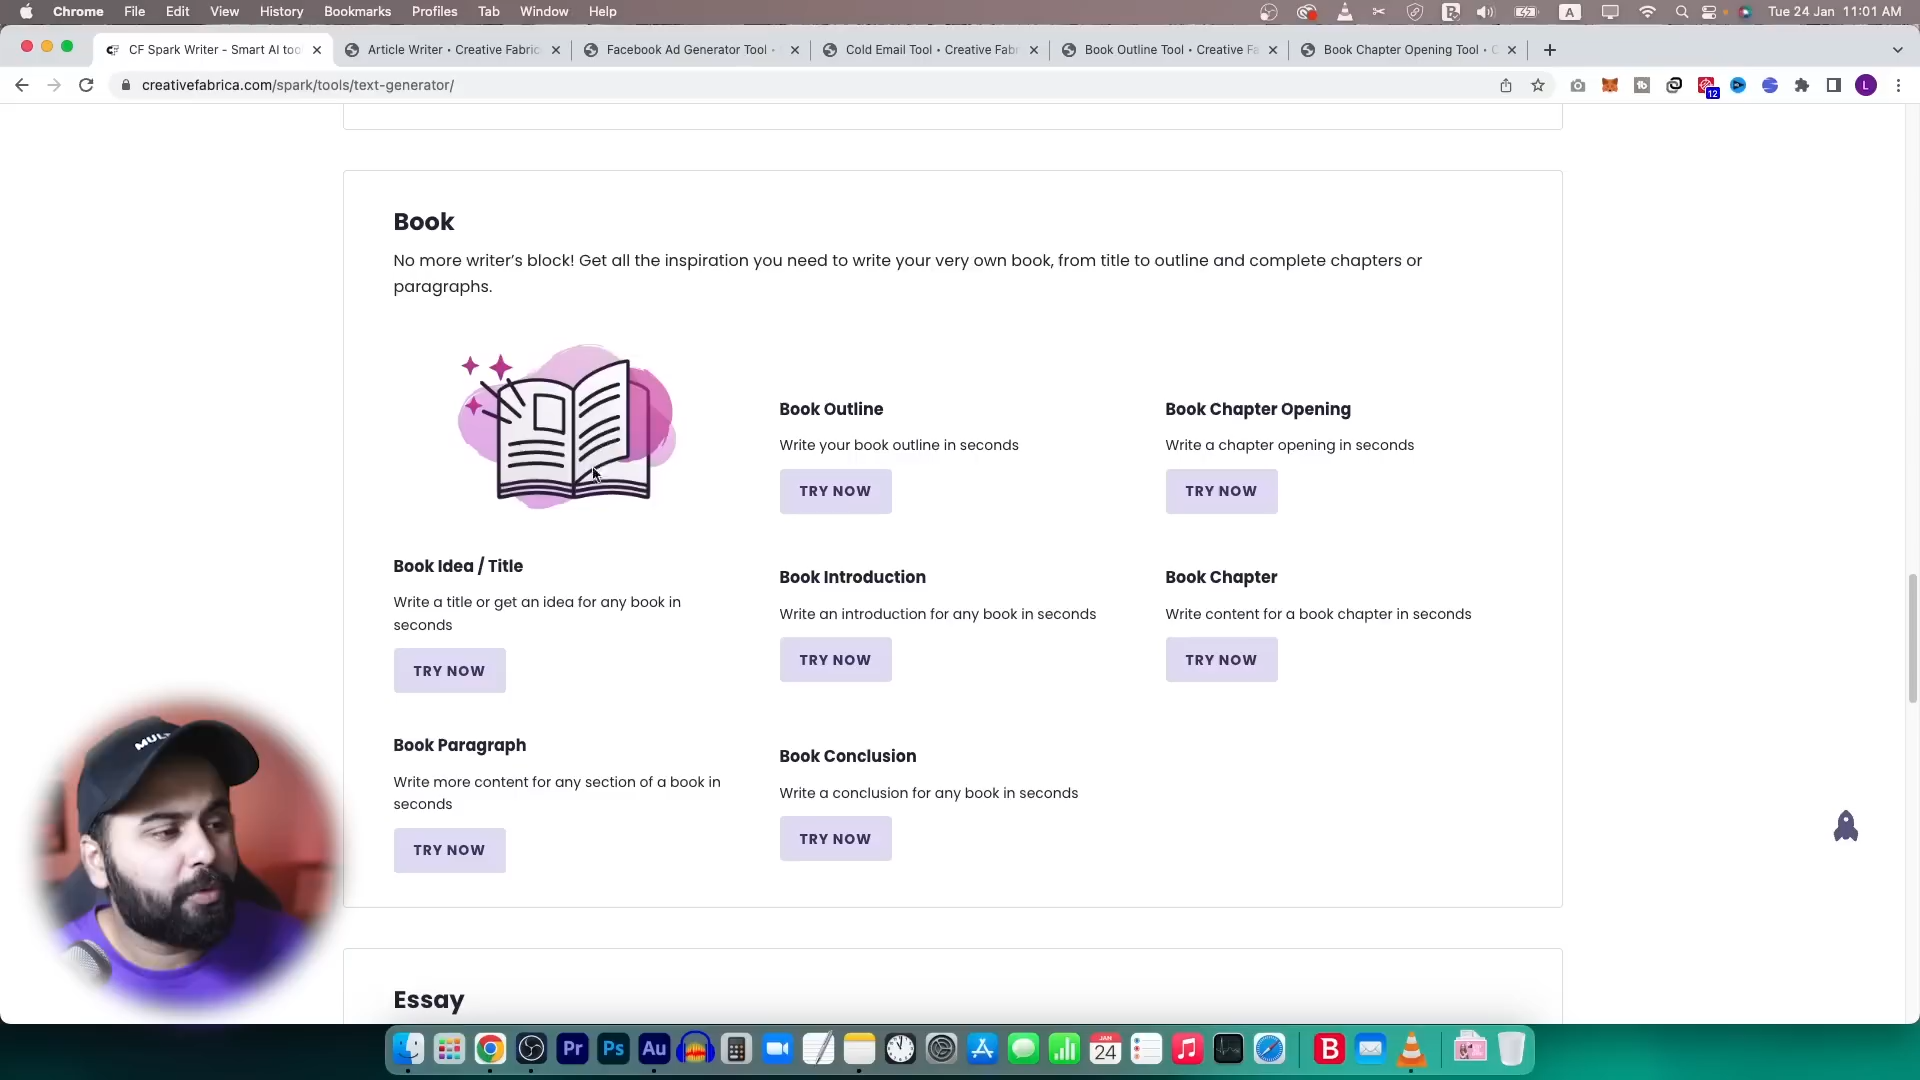 Chrome File Edit View History Bookmarks Profiles Tab Window Help
A
Tue 24 Jan 11:01 AM
CF Spark Writer - Smart AI too
Article Writer • Creative Fabric
Facebook Ad Generator Tool •
Cold Email Tool • Creative Fab
Book Outline Tool • Creative Fa
Book Chapter Opening Tool • C
creativefabrica.com/spark/tools/text-generator/
12
L
Book
No more writer’s block! Get all the inspiration you need to write your very own book, from title to outline and complete chapters or
paragraphs.
Book Outline
Write your book outline in seconds
TRY NOW
Book Chapter Opening
Write a chapter opening in seconds
TRY NOW
Book Idea / Title
Write a title or get an idea for any book in
seconds
TRY NOW
Book Introduction
Write an introduction for any book in seconds
TRY NOW
Book Chapter
Write content for a book chapter in seconds
TRY NOW
Book Paragraph
Write more content for any section of a book in
seconds
TRY NOW
Book Conclusion
Write a conclusion for any book in seconds
TRY NOW
Essay
Pr
Ps
Au
JAN
24
B